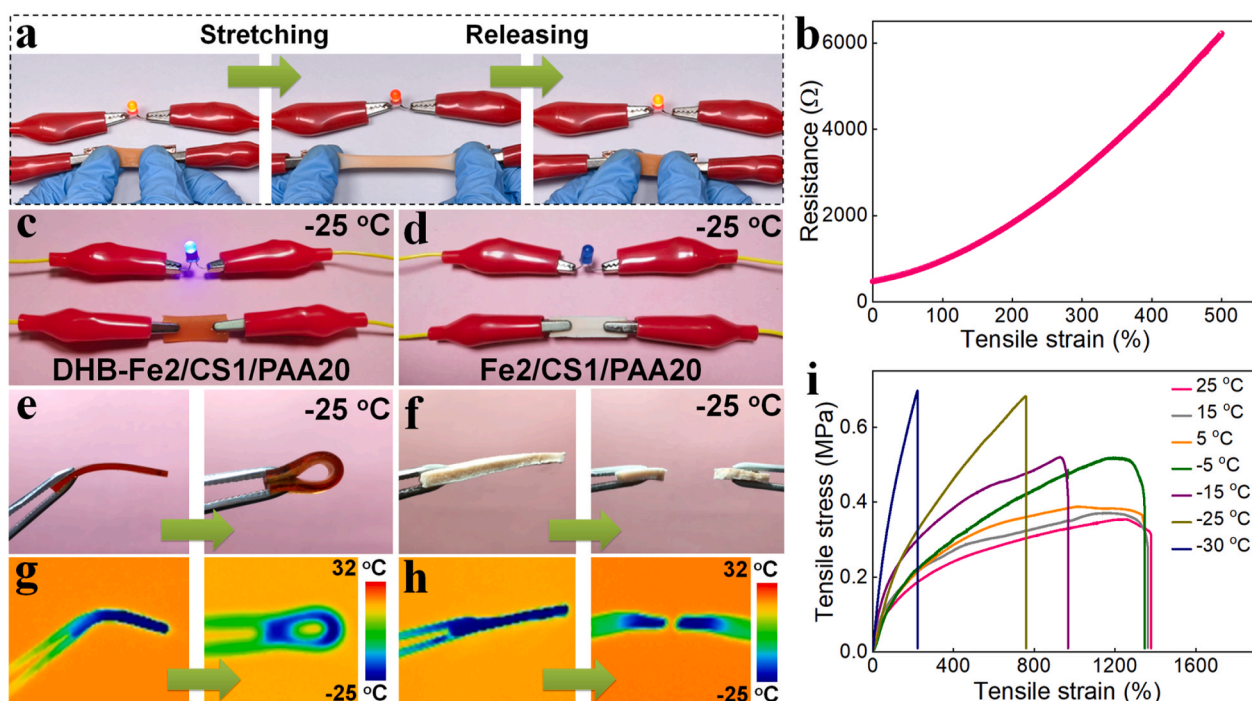 a
Stretching
Releasing
b
6000
4000
2000
0
Resistance (Ω)
0 100 200 300 400 500
Tensile strain (%)
c
-25 °C
DHB-Fe2/CS1/PAA20
d
-25 °C
Fe2/CS1/PAA20
e
-25 °C
f
-25 °C
g
32 °C
-25 °C
h
32 °C
-25 °C
i
0.6
0.4
0.2
0.0
Tensile stress (MPa)
0 400 800 1200 1600
Tensile strain (%)
25 °C
15 °C
5 °C
-5 °C
-15 °C
-25 °C
-30 °C